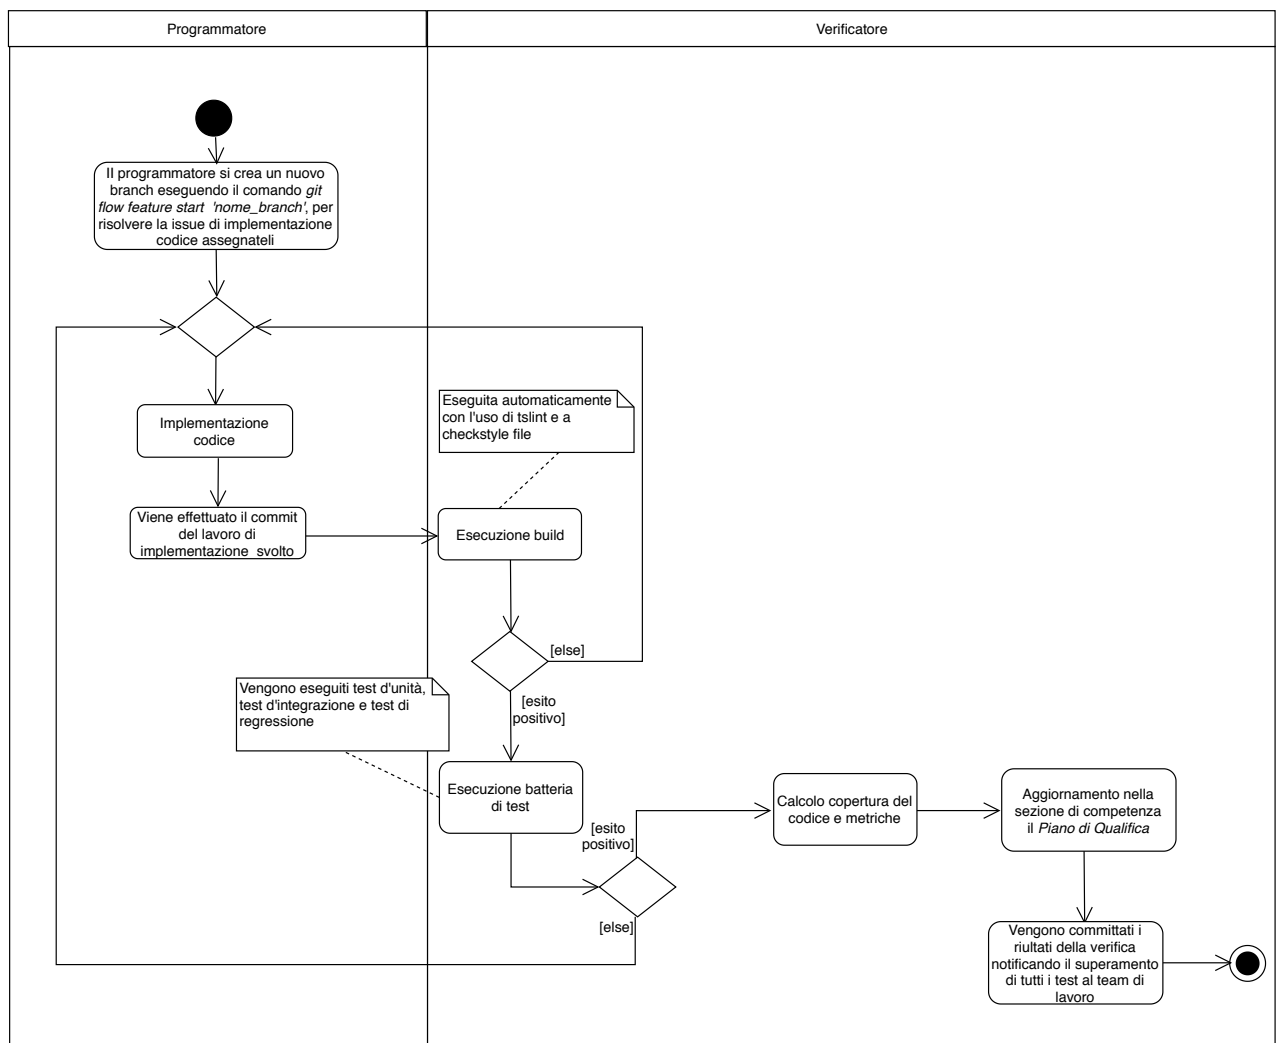 Programmatore
Verificatore
Il programmatore si crea un nuovo
branch eseguendo il comando git
flow feature start 'nome_branch', per
risolvere la issue di implementazione
codice assegnateli
Implementazione
codice
Viene effettuato il commit
del lavoro di
implementazione svolto
Eseguita automaticamente
con l'uso di tslint e a
checkstyle file
Esecuzione build
[else]
[esito
positivo]
Vengono eseguiti test d'unità,
test d'integrazione e test di
regressione
Esecuzione batteria
di test
[esito
positivo]
[else]
Calcolo copertura del
codice e metriche
Aggiornamento nella
sezione di competenza
il Piano di Qualifica
Vengono committati i
riultati della verifica
notificando il superamento
di tutti i test al team di
lavoro